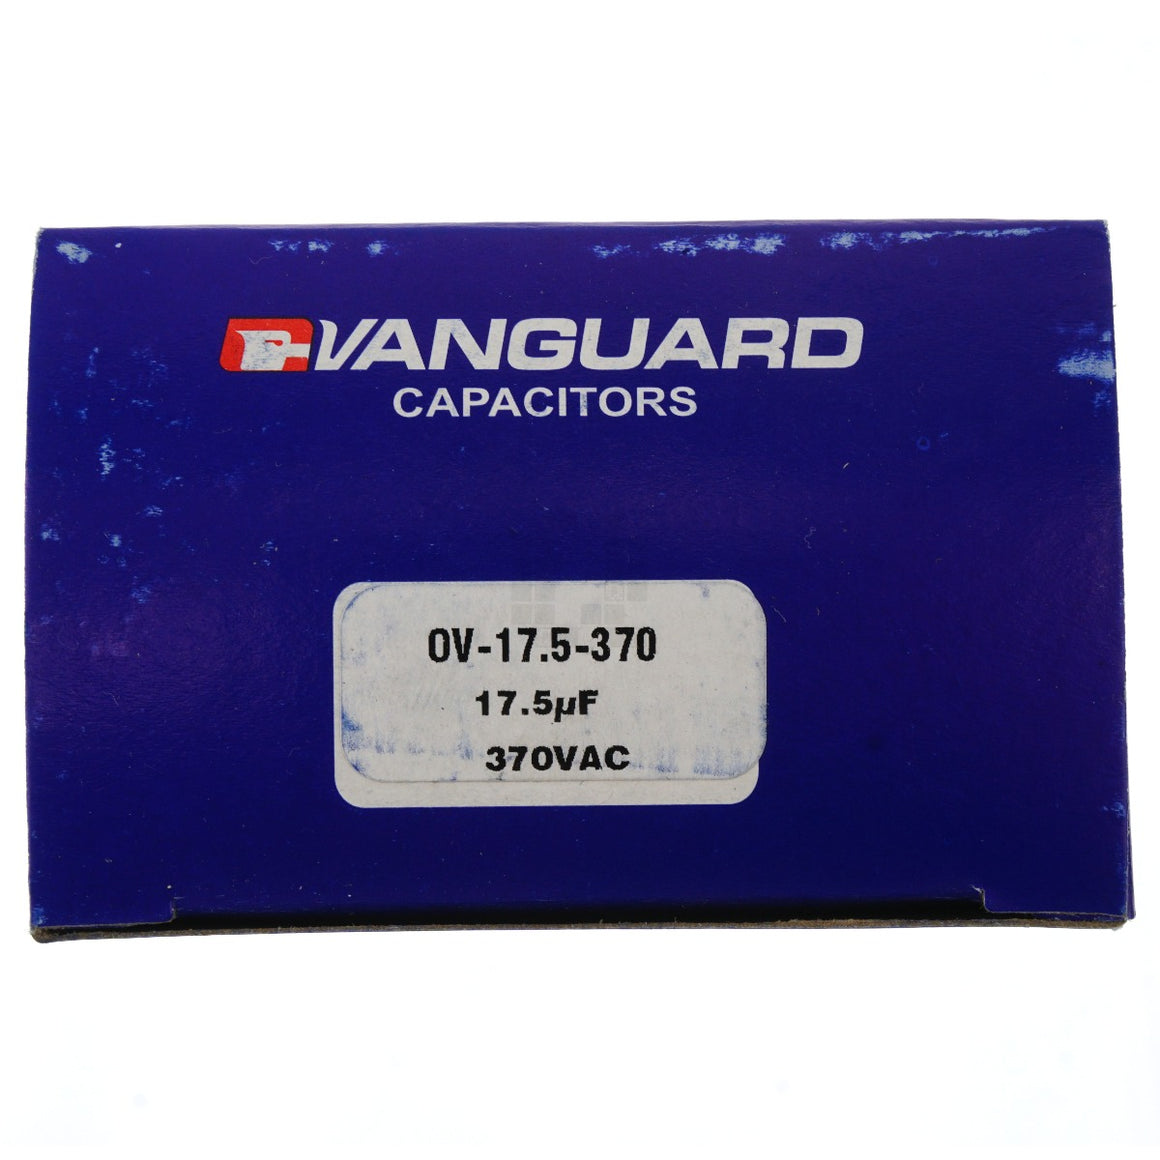 VANGUARD
CAPACITORS
OV-17.5-370
17.5µF
370VAC